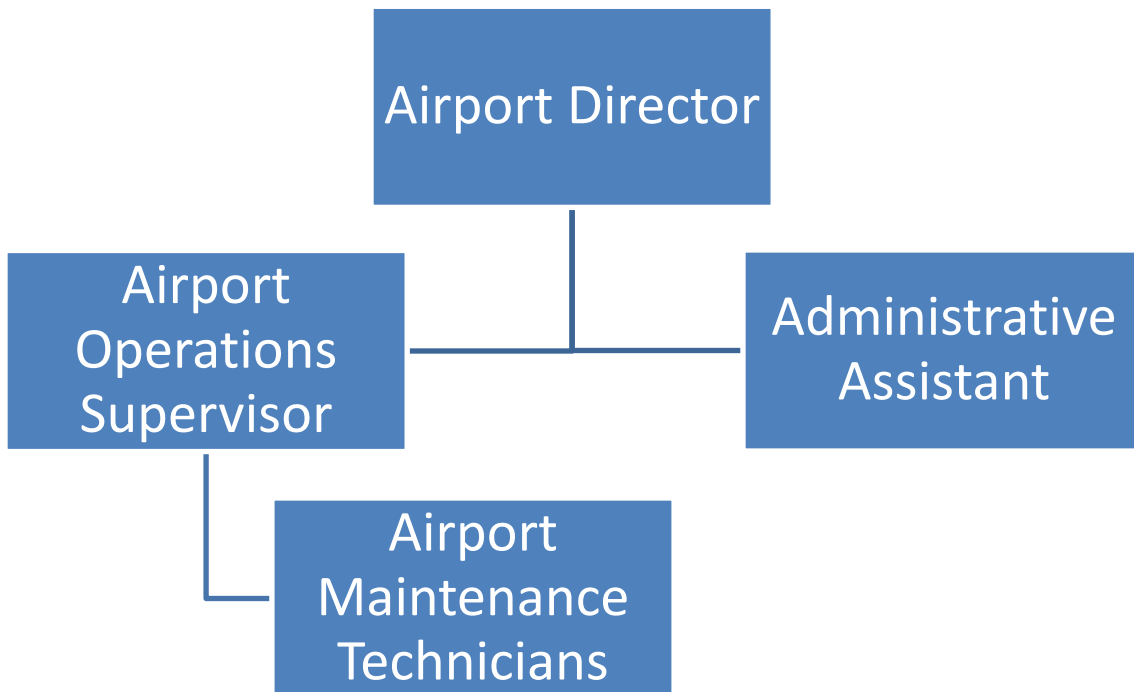 Airport Director
Airport
Operations
Supervisor
Administrative
Assistant
Airport
Maintenance
Technicians